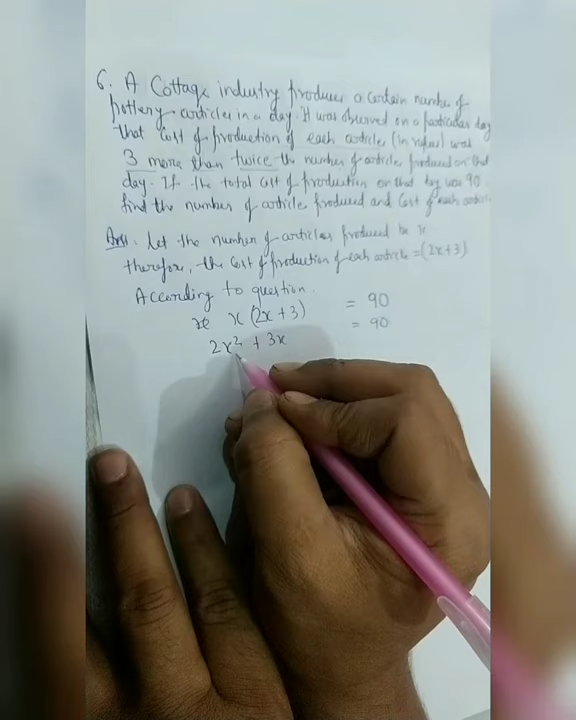 6. A Cottage industry produces a certain number of
pottery articles in a day. It was observed on a particular day
that cost of production of each article (in rupees) was
3 more than twice the number of article produced on that
day. If the total cost of production on that day was 90
find the number of article produced and cost of each article
Ans: Let the number of articles produced be x
therefore, the cost of production of each article = (2x+3)
According to question
x (2x+3) = 90
2x² + 3x = 90